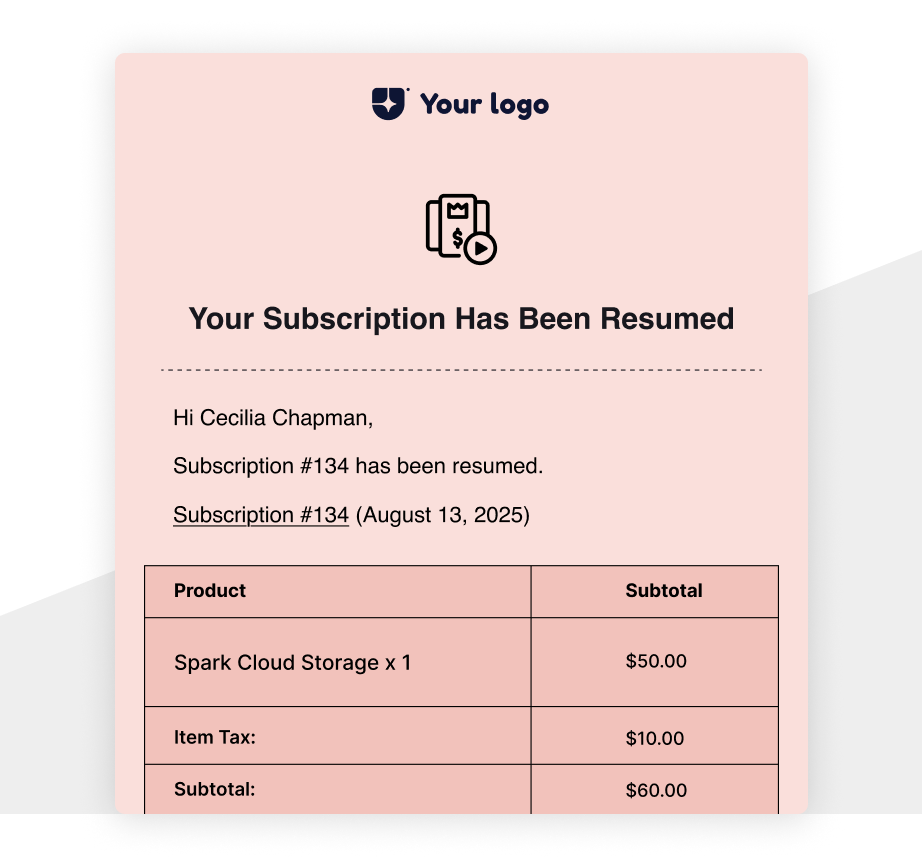 Your logo
$
Your Subscription Has Been Resumed
Hi Cecilia Chapman,
Subscription #134 has been resumed.
Subscription #134 (August 13, 2025)
Product Subtotal
Spark Cloud Storage x 1 $50.00
Item Tax: $10.00
Subtotal: $60.00